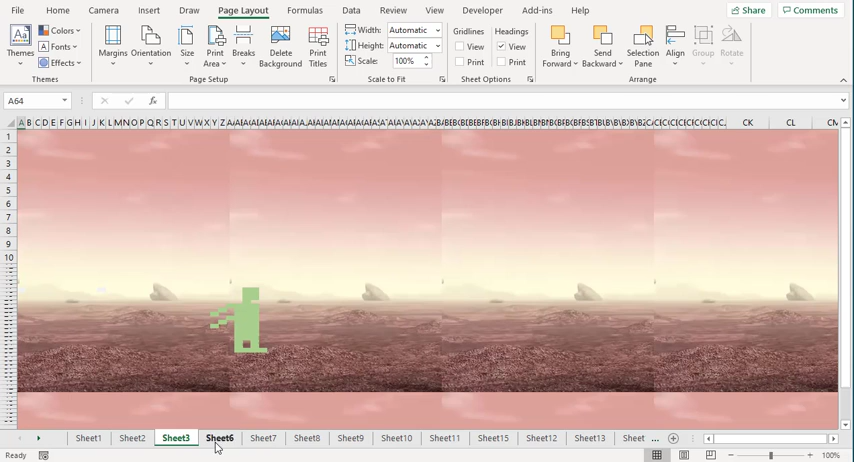 File Home Camera Insert Draw Page Layout Formulas Data Review View Developer Add-ins Help Share Comments
Themes Colors Fonts Effects Margins Orientation Size Print Area Breaks Delete Background Print Titles Width: Automatic Height: Automatic Scale: 100% Gridlines View Print Headings View Print Bring Forward Send Backward Selection Pane Align Group Rotate
Themes Page Setup Scale to Fit Sheet Options Arrange
A64 fx
A B C D E F G H I J K L M N O P Q R S T U V W X Y Z CK CL
1
2
3
4
5
6
7
8
9
10
Sheet1 Sheet2 Sheet3 Sheet6 Sheet7 Sheet8 Sheet9 Sheet10 Sheet11 Sheet15 Sheet12 Sheet13 Sheet ...
Ready 100%